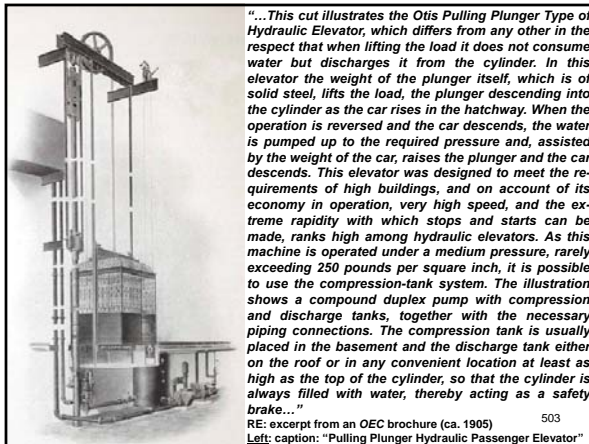 “…This cut illustrates the Otis Pulling Plunger Type of
Hydraulic Elevator, which differs from any other in the
respect that when lifting the load it does not consume
water but discharges it from the cylinder. In this
elevator the weight of the plunger itself, which is of
solid steel, lifts the load, the plunger descending into
the cylinder as the car rises in the hatchway. When the
operation is reversed and the car descends, the water
is pumped up to the required pressure and, assisted
by the weight of the car, raises the plunger and the car
descends. This elevator was designed to meet the re-
quirements of high buildings, and on account of its
economy in operation, very high speed, and the ex-
treme rapidity with which stops and starts can be
made, ranks high among hydraulic elevators. As this
machine is operated under a medium pressure, rarely
exceeding 250 pounds per square inch, it is possible
to use the compression-tank system. The illustration
shows a compound duplex pump with compression
and discharge tanks, together with the necessary
piping connections. The compression tank is usually
placed in the basement and the discharge tank either
on the roof or in any convenient location at least as
high as the top of the cylinder, so that the cylinder is
always filled with water, thereby acting as a safety
brake…”
RE: excerpt from an OEC brochure (ca. 1905)
Left: caption: “Pulling Plunger Hydraulic Passenger Elevator”
503